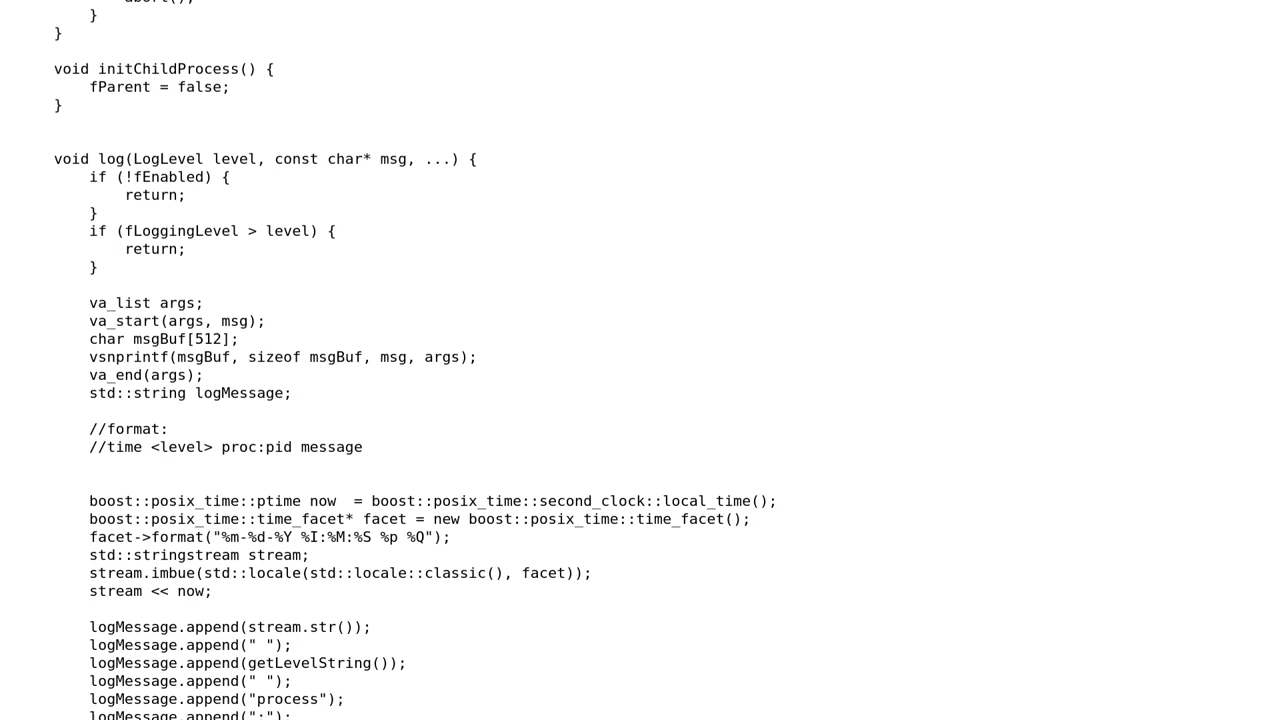 abort();
        }
    }

    void initChildProcess() {
        fParent = false;
    }


    void log(LogLevel level, const char* msg, ...) {
        if (!fEnabled) {
            return;
        }
        if (fLoggingLevel > level) {
            return;
        }

        va_list args;
        va_start(args, msg);
        char msgBuf[512];
        vsnprintf(msgBuf, sizeof msgBuf, msg, args);
        va_end(args);
        std::string logMessage;

        //format:
        //time <level> proc:pid message


        boost::posix_time::ptime now  = boost::posix_time::second_clock::local_time();
        boost::posix_time::time_facet* facet = new boost::posix_time::time_facet();
        facet->format("%m-%d-%Y %I:%M:%S %p %Q");
        std::stringstream stream;
        stream.imbue(std::locale(std::locale::classic(), facet));
        stream << now;

        logMessage.append(stream.str());
        logMessage.append(" ");
        logMessage.append(getLevelString());
        logMessage.append(" ");
        logMessage.append("process");
        logMessage.append(":");